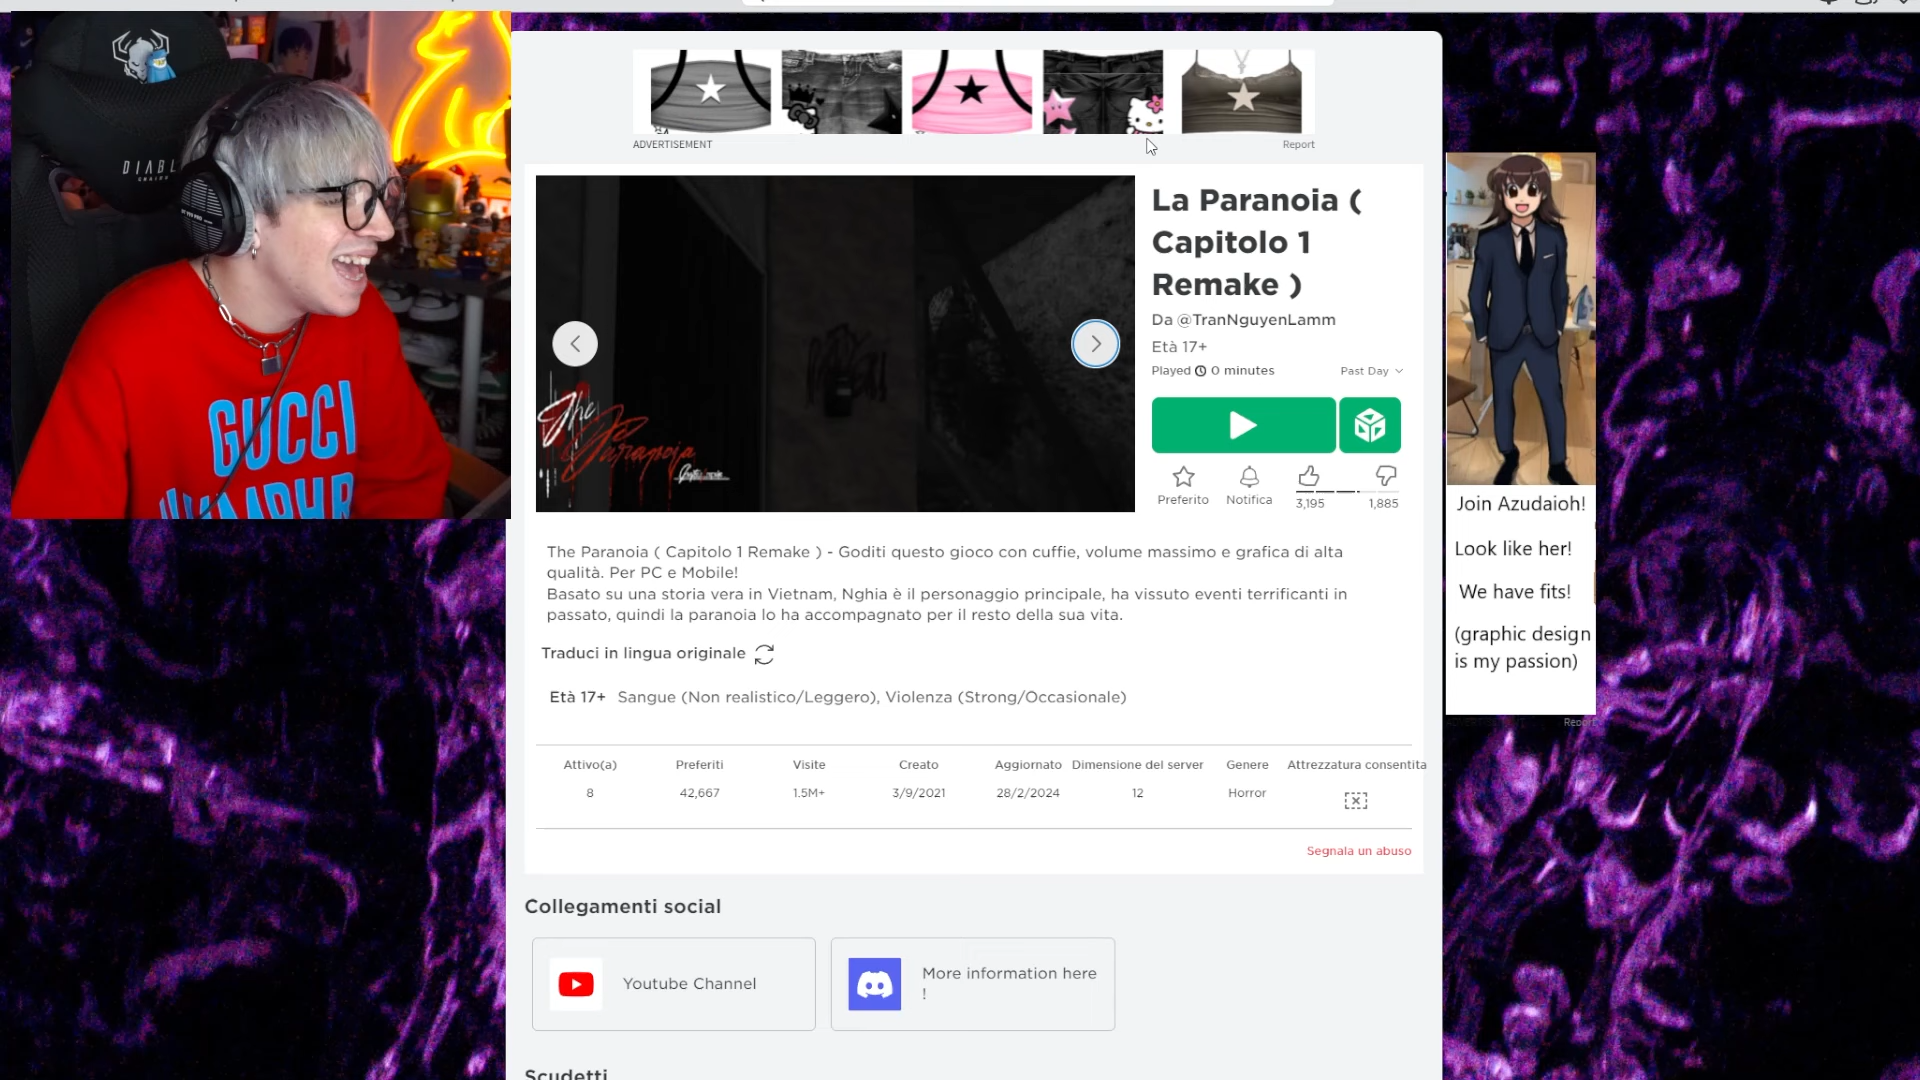 DIABL
CHAIRS
GUCCI
ADVERTISEMENT
Report
La Paranoia (
Capitolo 1
Remake )
Da @TranNguyenLamm
Età 17+
Played 0 minutes
Past Day
Preferito
Notifica
3,195
1,885
The Paranoia
The Paranoia ( Capitolo 1 Remake ) - Goditi questo gioco con cuffie, volume massimo e grafica di alta
qualità. Per PC e Mobile!
Basato su una storia vera in Vietnam, Nghia è il personaggio principale, ha vissuto eventi terrificanti in
passato, quindi la paranoia lo ha accompagnato per il resto della sua vita.
Traduci in lingua originale
Età 17+ Sangue (Non realistico/Leggero), Violenza (Strong/Occasionale)
Attivo(a) Preferiti Visite Creato Aggiornato Dimensione del server Genere Attrezzatura consentita
8 42,667 1.5M+ 3/9/2021 28/2/2024 12 Horror
Segnala un abuso
Collegamenti social
Youtube Channel
More information here
!
Scudetti
Join Azudaioh!
Look like her!
We have fits!
(graphic design
is my passion)
Report